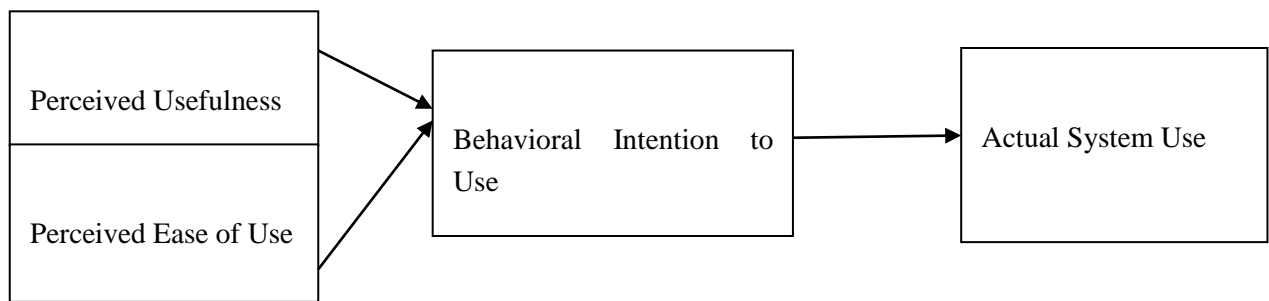 Perceived Usefulness
Perceived Ease of Use
Behavioral Intention to
Use
Actual System Use